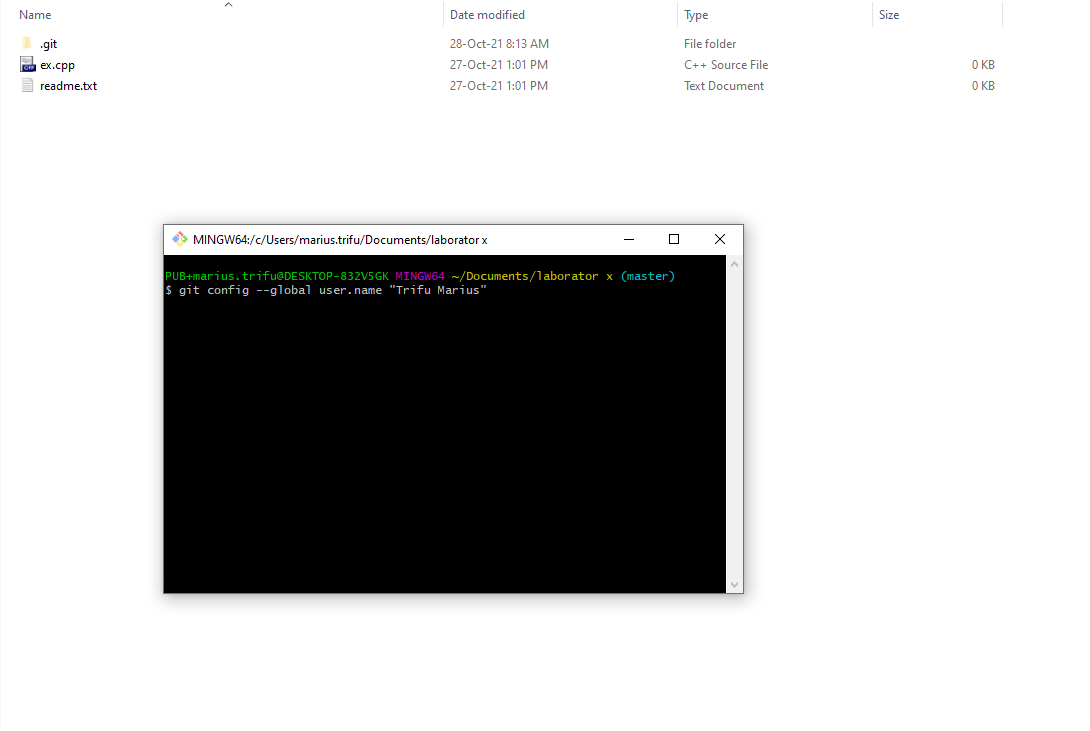 Name Date modified Type Size
.git 28-Oct-21 8:13 AM File folder
ex.cpp 27-Oct-21 1:01 PM C++ Source File 0 KB
readme.txt 27-Oct-21 1:01 PM Text Document 0 KB
MINGW64:/c/Users/marius.trifu/Documents/laborator x
PUB+marius.trifu@DESKTOP-832V5GK MINGW64 ~/Documents/laborator x (master)
$ git config --global user.name "Trifu Marius"